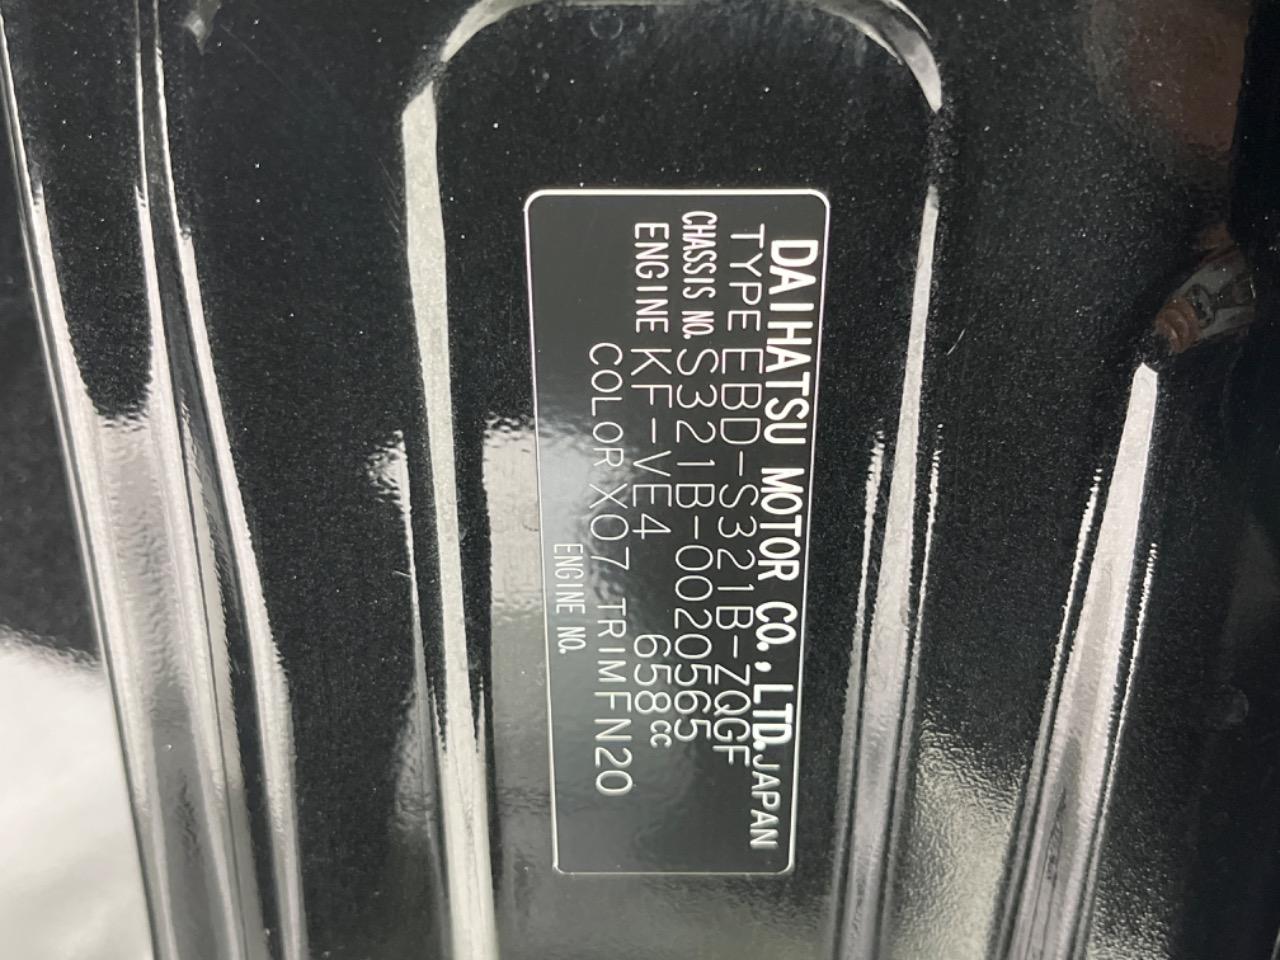 DAIHATSU MOTOR CO.,LTD.JAPAN
TYPE EBD-S321B-ZQGF
CHASSIS NO. S321B-0020565
ENGINE KF-VE4 658cc
COLOR X07 TRIM FN20
ENGINE NO.